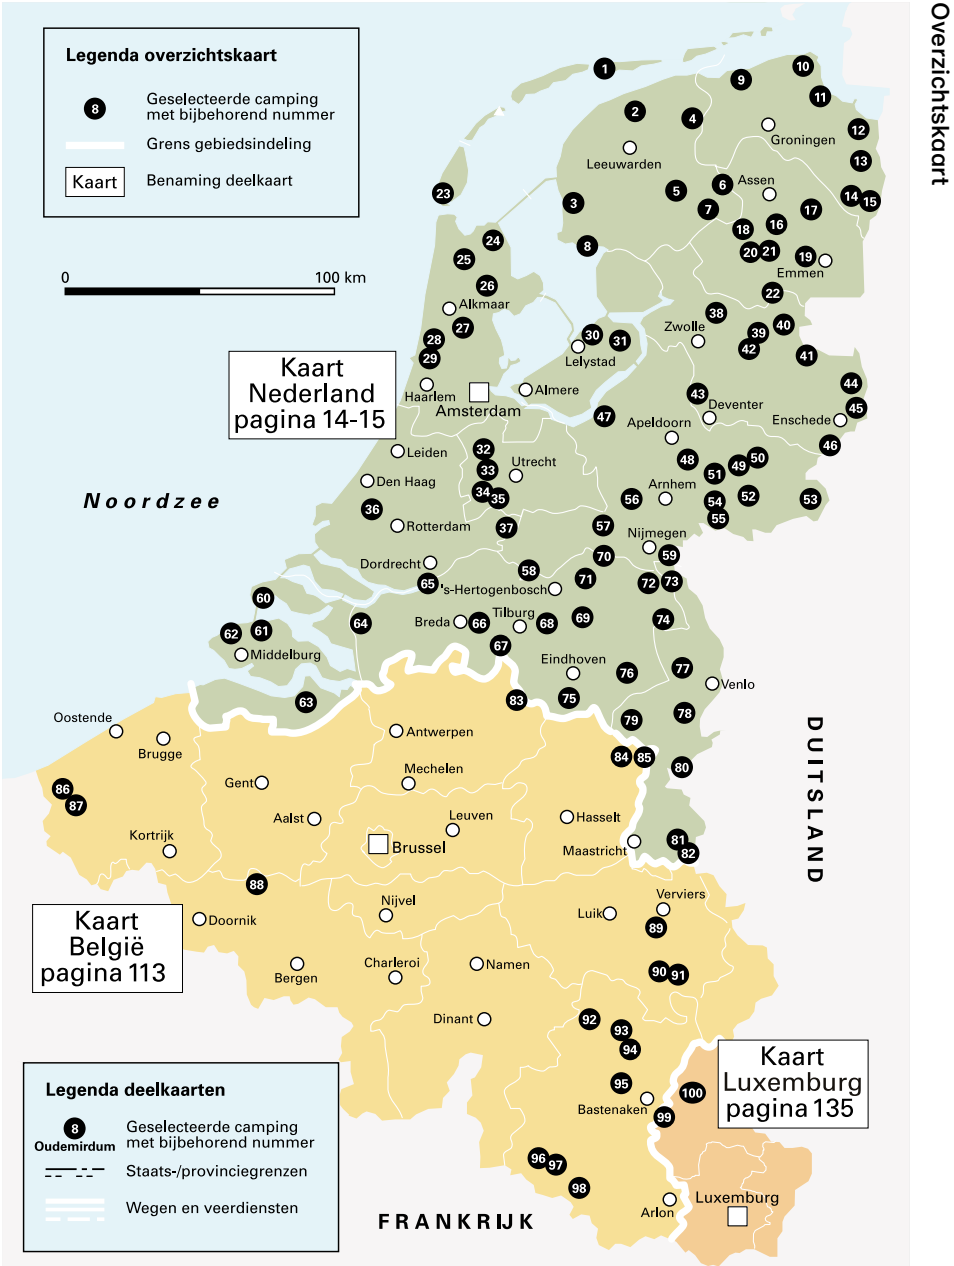 Overzichtskaart
Legenda overzichtskaart
8
Geselecteerde camping
met bijbehorend nummer
Grens gebiedsindeling
Kaart
Benaming deelkaart
0
100 km
1
2
3
4
5
6
7
8
9
10
11
12
13
14
15
16
17
18
19
20
21
22
23
24
25
26
27
28
29
30
31
32
33
34
35
36
37
38
39
40
41
42
43
44
45
46
47
48
49
50
51
52
53
54
55
56
57
58
59
60
61
62
63
64
65
66
67
68
69
70
71
72
73
74
75
76
77
78
79
80
81
82
83
84
85
86
87
88
89
90
91
92
93
94
95
96
97
98
99
100
Groningen
Leeuwarden
Assen
Emmen
Alkmaar
Zwolle
Lelystad
Kaart
Nederland
pagina 14-15
Haarlem
Amsterdam
Almere
Deventer
Apeldoorn
Enschede
Leiden
Utrecht
Den Haag
Arnhem
Noordzee
Rotterdam
Nijmegen
Dordrecht
's-Hertogenbosch
Breda
Tilburg
Middelburg
Eindhoven
Venlo
Oostende
Brugge
Antwerpen
DUITSLAND
Mechelen
Gent
Aalst
Leuven
Hasselt
Kortrijk
Brussel
Maastricht
Nijvel
Verviers
Luik
Doornik
Kaart
België
pagina 113
Charleroi
Namen
Bergen
Dinant
Kaart
Luxemburg
pagina 135
Bastenaken
Legenda deelkaarten
8
Oudemirdum
Geselecteerde camping
met bijbehorend nummer
Staats-/provinciegrenzen
Wegen en veerdiensten
Luxemburg
Arlon
FRANKRIJK